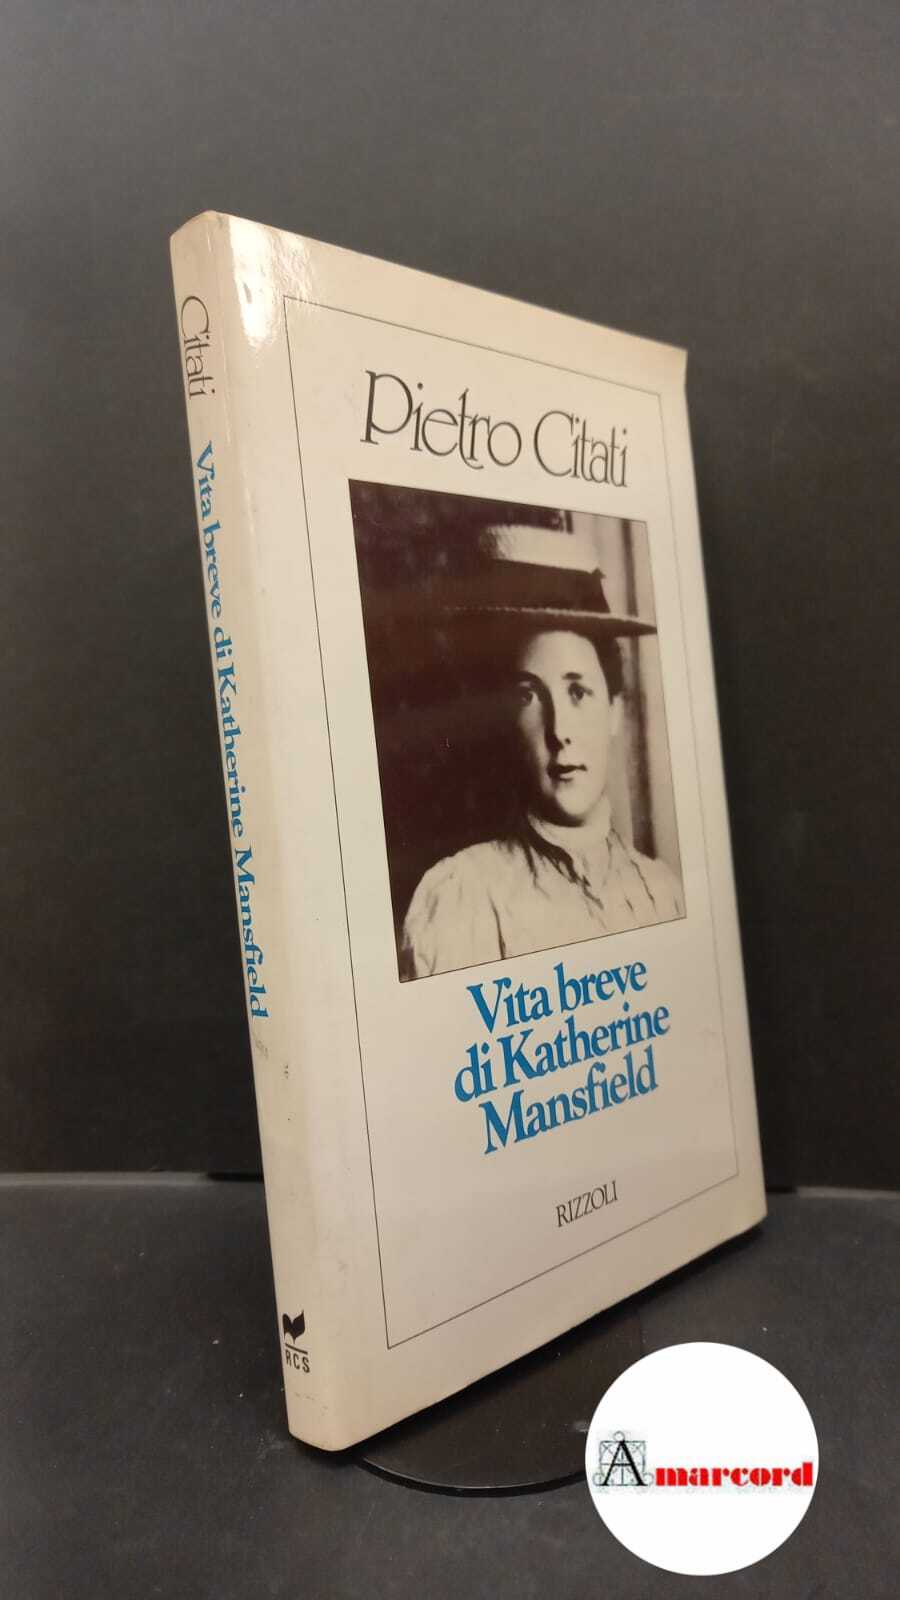 Citati Vita breve di Katherine Mansfield
RCS
Pietro Citati
Vita breve
di Katherine
Mansfield
RIZZOLI
Amarcord